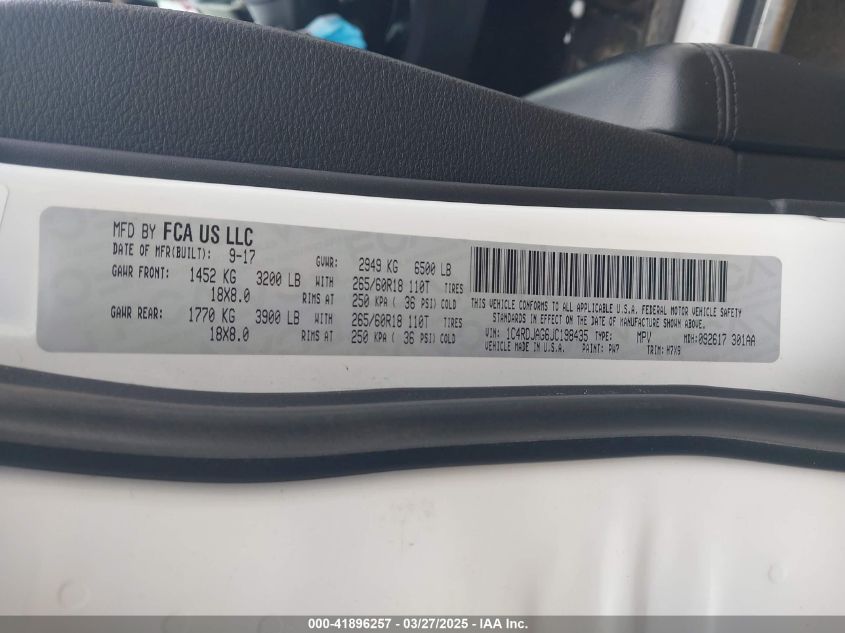 MFD BY FCA US LLC
DATE OF MFR(BUILT): 9-17 GVWR: 2949 KG 6500 LB
GAWR FRONT: 1452 KG 3200 LB WITH 265/60R18 110T TIRES
18X8.0 RIMS AT 250 KPA ( 36 PSI) COLD
GAWR REAR: 1770 KG 3900 LB WITH 265/60R18 110T TIRES
18X8.0 RIMS AT 250 KPA ( 36 PSI) COLD
THIS VEHICLE CONFORMS TO ALL APPLICABLE U.S.A. FEDERAL MOTOR VEHICLE SAFETY
STANDARDS IN EFFECT ON THE DATE OF MANUFACTURE SHOWN ABOVE.
VIN: 1C4RDJAG6JC198435 TYPE: MPV MDH: 092617 301AA
VEHICLE MADE IN U.S.A. PAINT: PW7 TRIM: H7X9
000-41896257 - 03/27/2025 - IAA Inc.